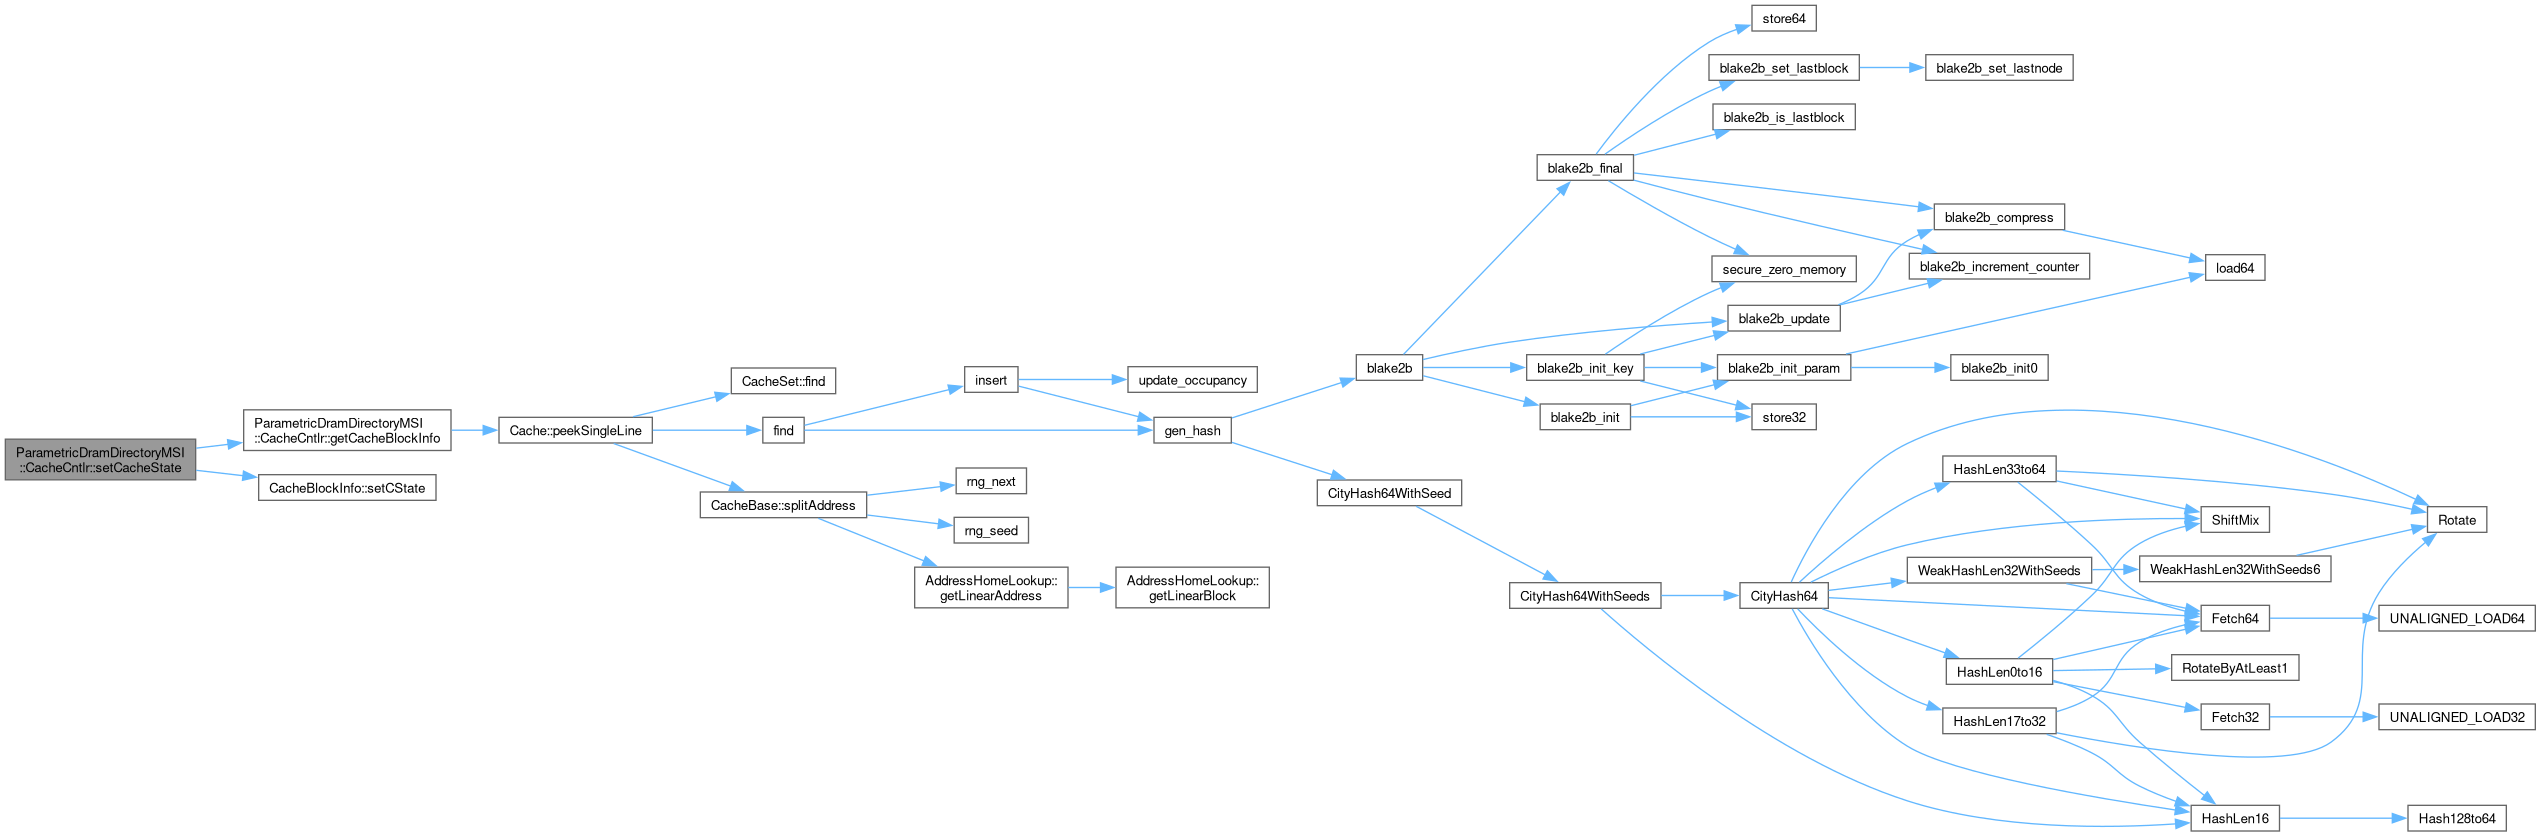 ParametricDramDirectoryMSI
::CacheCntlr::setCacheState
ParametricDramDirectoryMSI
::CacheCntlr::getCacheBlockInfo
CacheBlockInfo::setCState
Cache::peekSingleLine
CacheSet::find
find
CacheBase::splitAddress
insert
update_occupancy
gen_hash
rng_next
rng_seed
AddressHomeLookup::
getLinearAddress
AddressHomeLookup::
getLinearBlock
blake2b
CityHash64WithSeed
blake2b_final
blake2b_init_key
blake2b_init
CityHash64WithSeeds
store64
blake2b_set_lastblock
blake2b_set_lastnode
blake2b_is_lastblock
blake2b_compress
secure_zero_memory
blake2b_increment_counter
load64
blake2b_update
blake2b_init_param
blake2b_init0
store32
CityHash64
HashLen33to64
ShiftMix
Rotate
WeakHashLen32WithSeeds
WeakHashLen32WithSeeds6
Fetch64
UNALIGNED_LOAD64
HashLen0to16
RotateByAtLeast1
HashLen17to32
Fetch32
UNALIGNED_LOAD32
HashLen16
Hash128to64